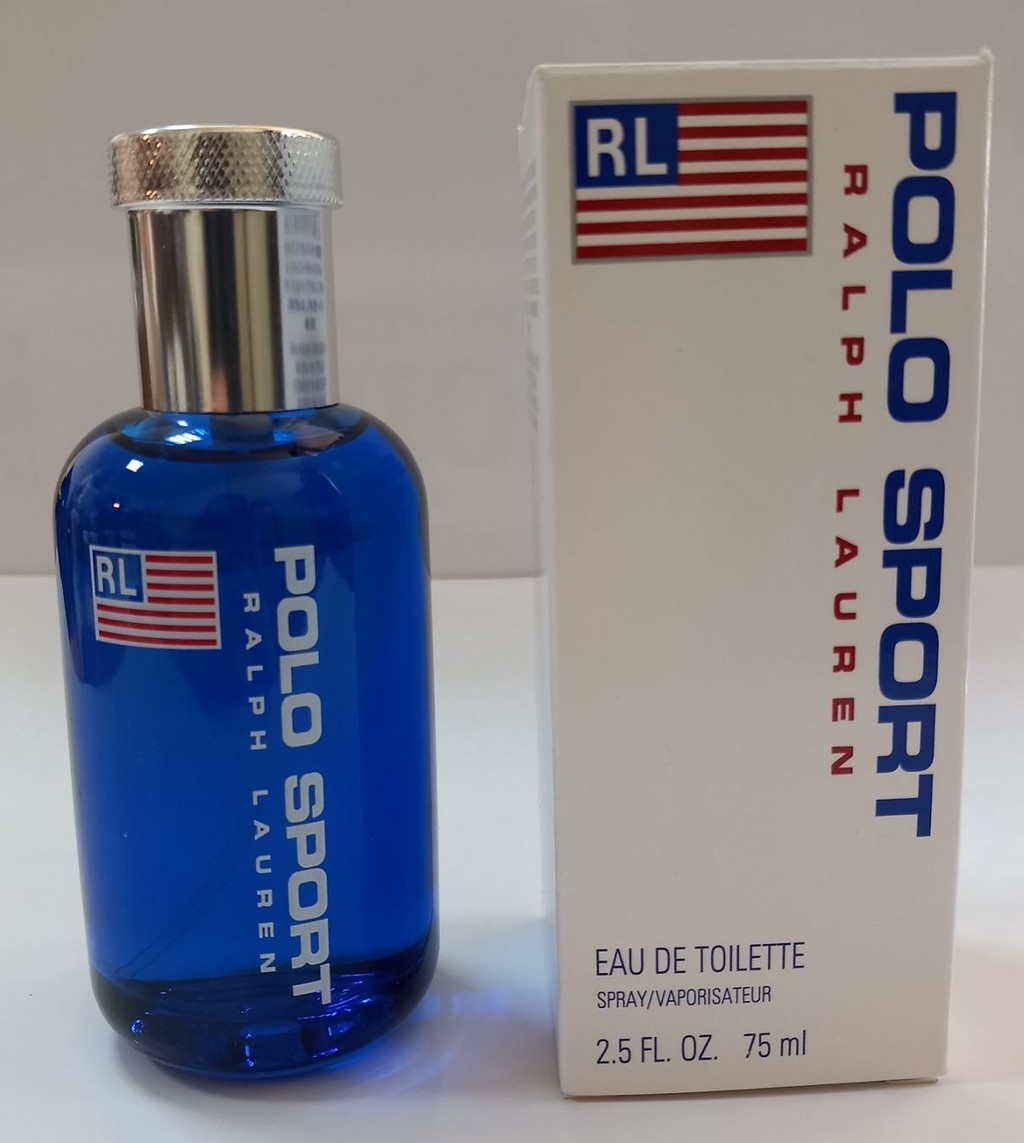 RL
POLO SPORT
RALPH LAUREN
RL
POLO SPORT
RALPH LAUREN
EAU DE TOILETTE
SPRAY/VAPORISATEUR
2.5 FL. OZ. 75 ml